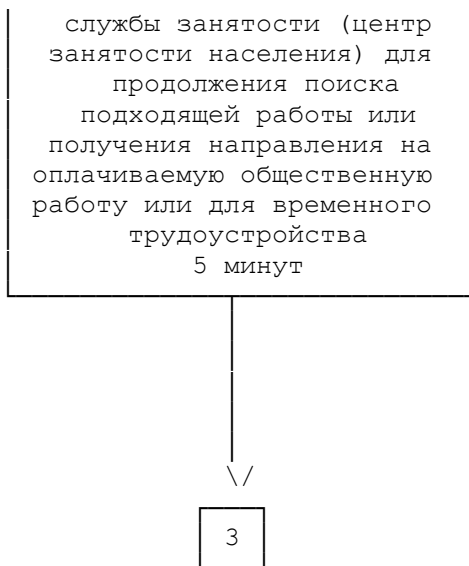 службы занятости (центр
занятости населения) для
продолжения поиска
подходящей работы или
получения направления на
оплачиваемую общественную
работу или для временного
трудоустройства
5 минут
\/
3